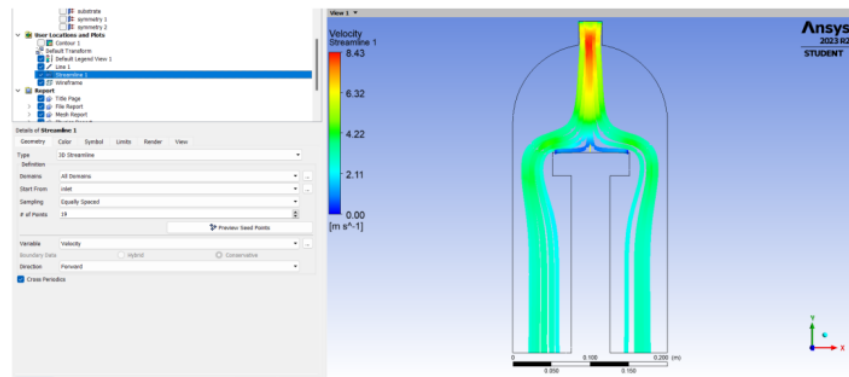 substrate
symmetry 1
symmetry 2
User Locations and Plots
Contour 1
Default Transform
Default Legend View 1
Line 1
Streamline 1
Wireframe
Report
Title Page
File Report
Mesh Report
Details of Streamline 1
Geometry Color Symbol Limits Render View
Type 3D Streamline
Definition
Domains All Domains ...
Start From inlet ...
Sampling Equally Spaced
# of Points 19
Preview Seed Points
Variable Velocity ...
Boundary Data Hybrid Conservative
Direction Forward
Cross Periodics
View 1
Velocity
Streamline 1
8.43
6.32
4.22
2.11
0.00
[m s^-1]
Ansys
2023 R2
STUDENT
0 0.100 0.200 (m)
0.050 0.150
Y
X